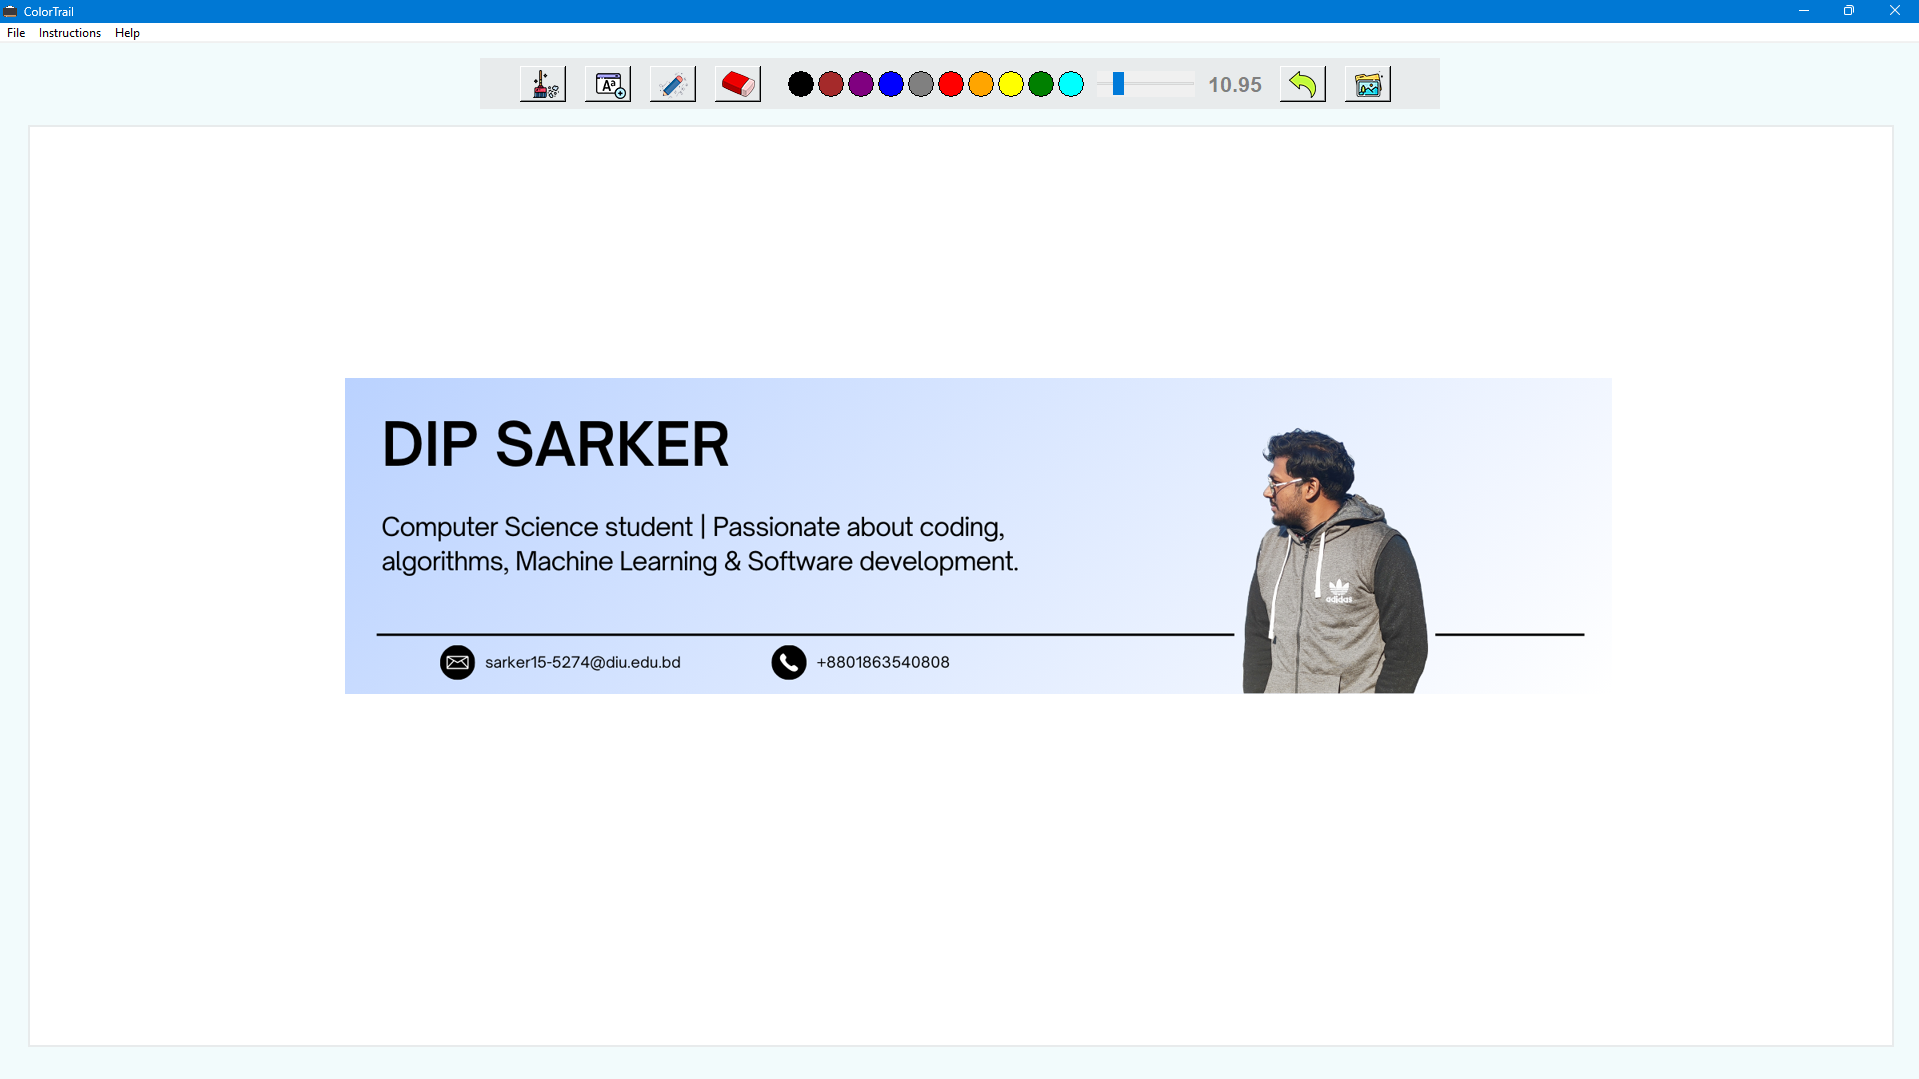 ColorTrail
File Instructions Help
Aa
10.95
DIP SARKER
Computer Science student | Passionate about coding,
algorithms, Machine Learning & Software development.
adidas
sarker15-5274@diu.edu.bd
+8801863540808